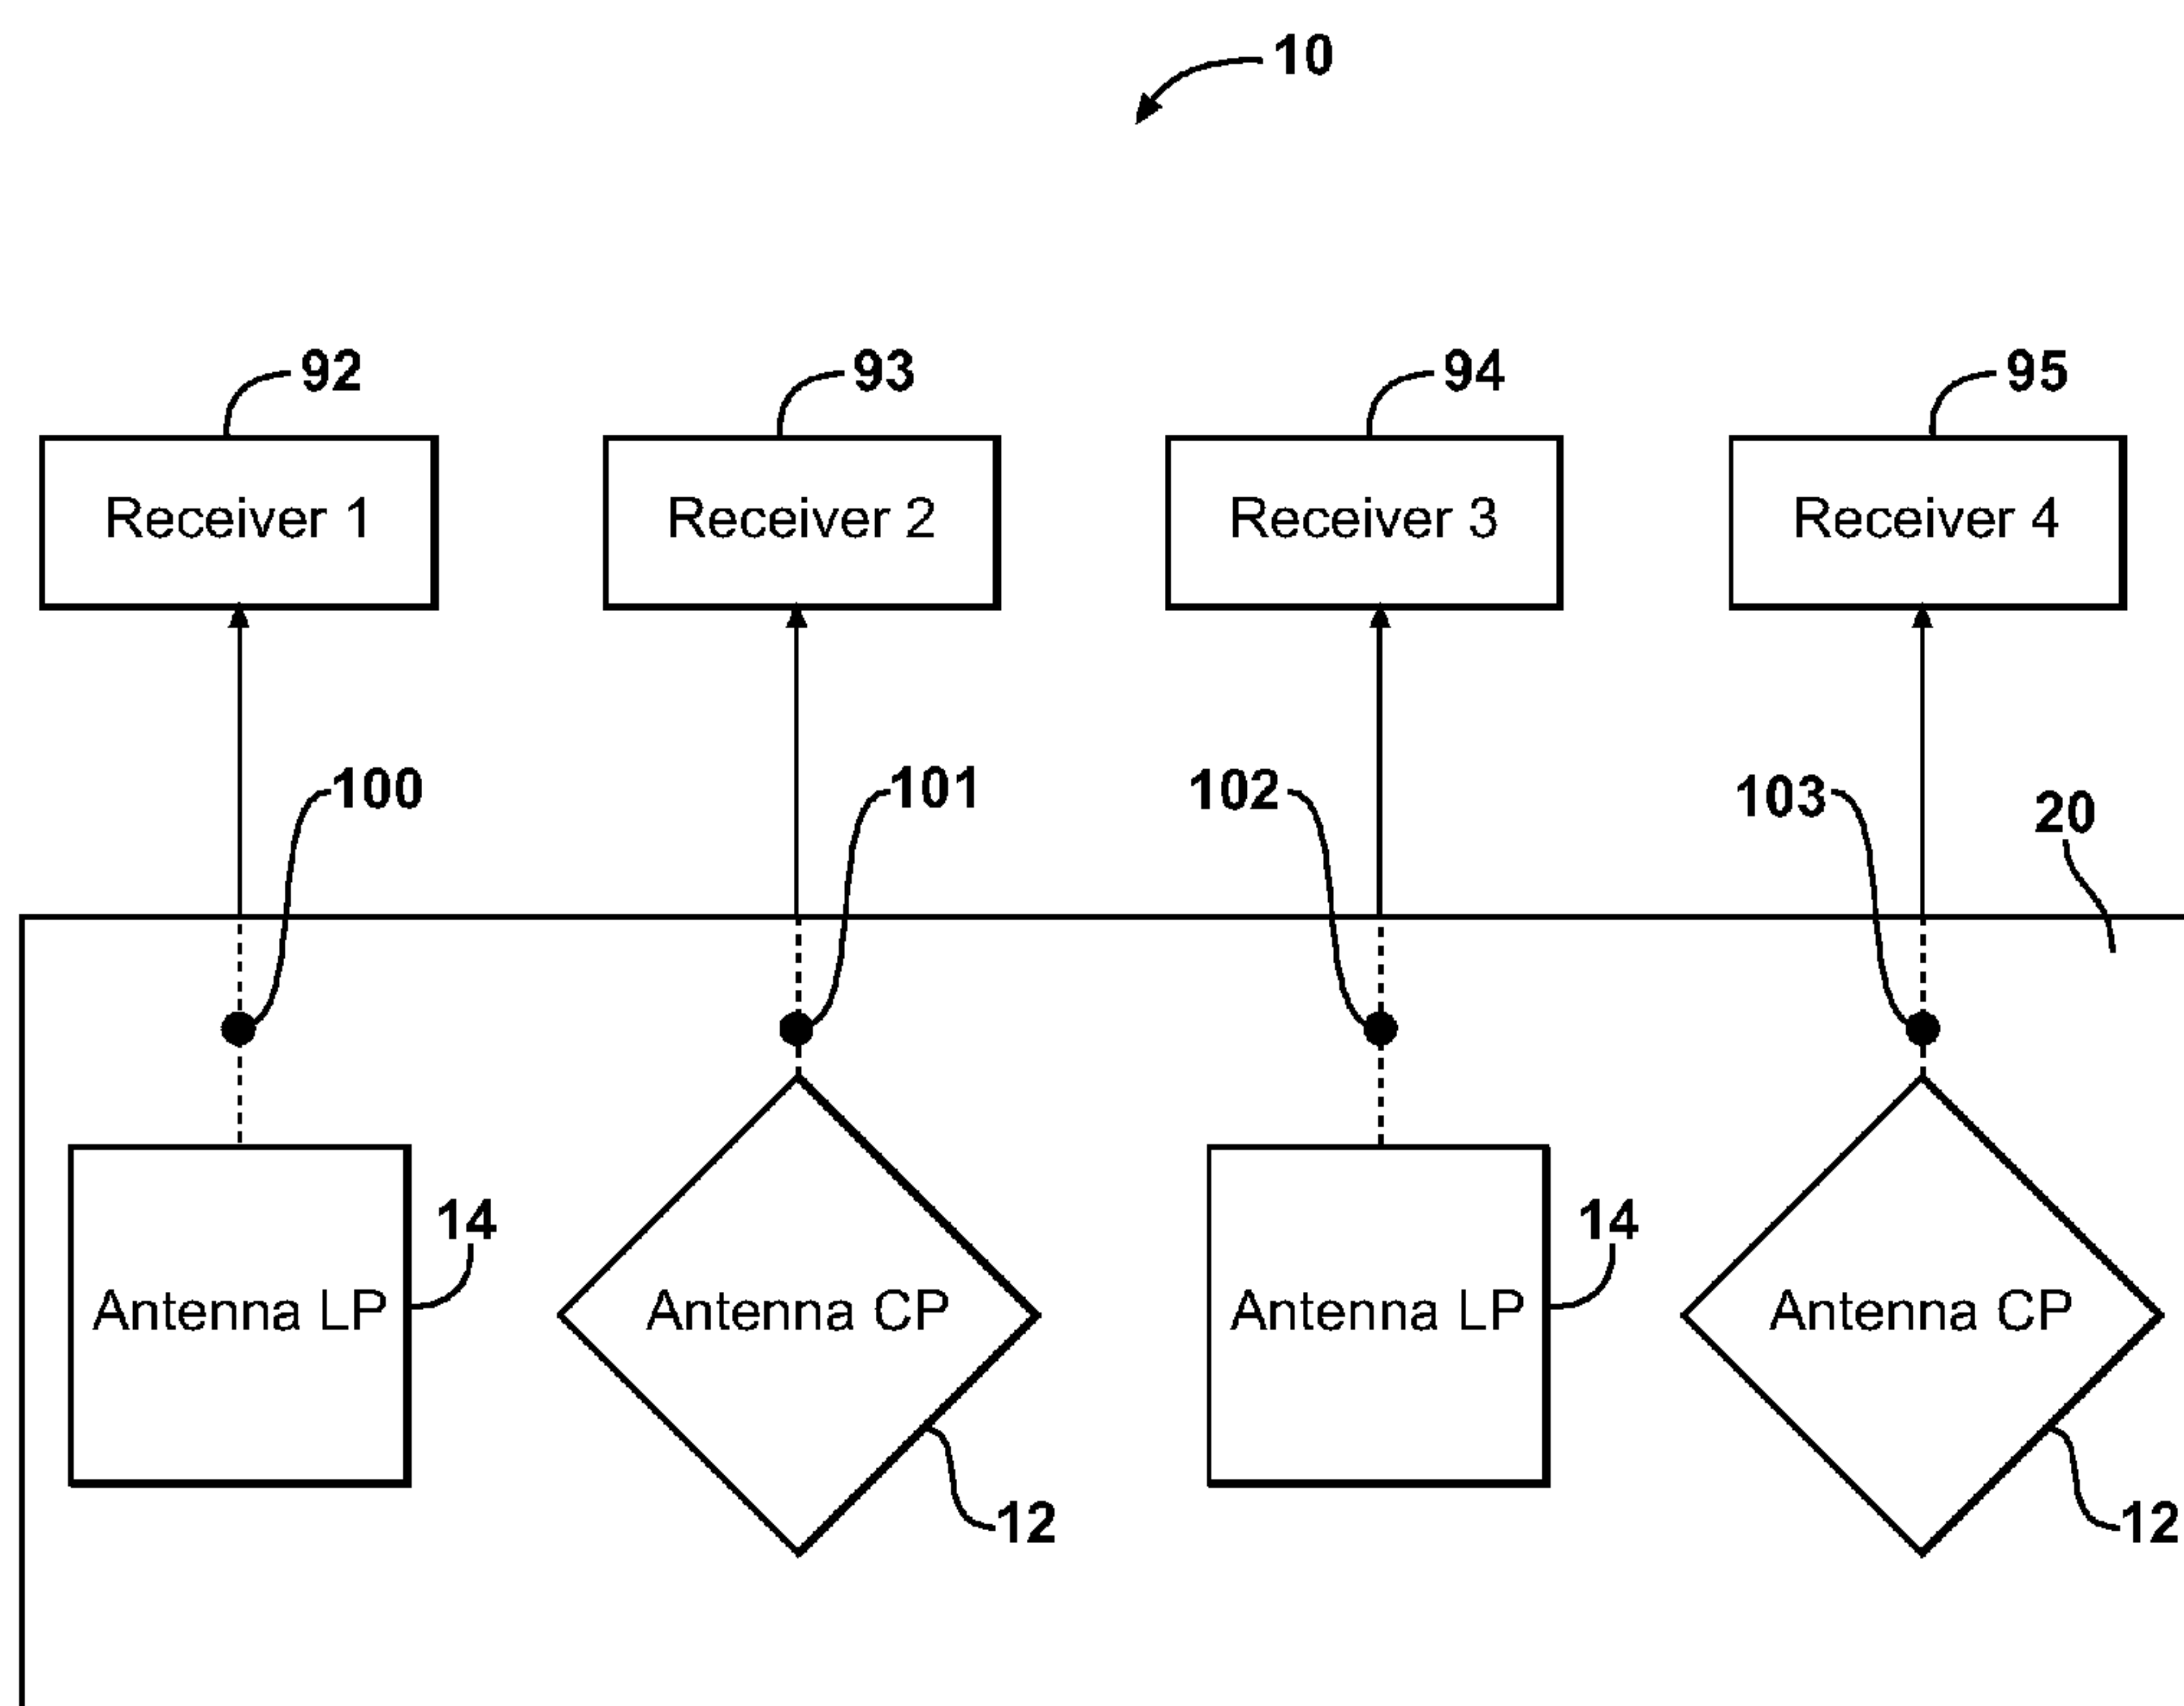 10
92
93
94
95
Receiver 1
Receiver 2
Receiver 3
Receiver 4
100
101
102
103
20
14
14
Antenna LP
Antenna CP
Antenna LP
Antenna CP
12
12